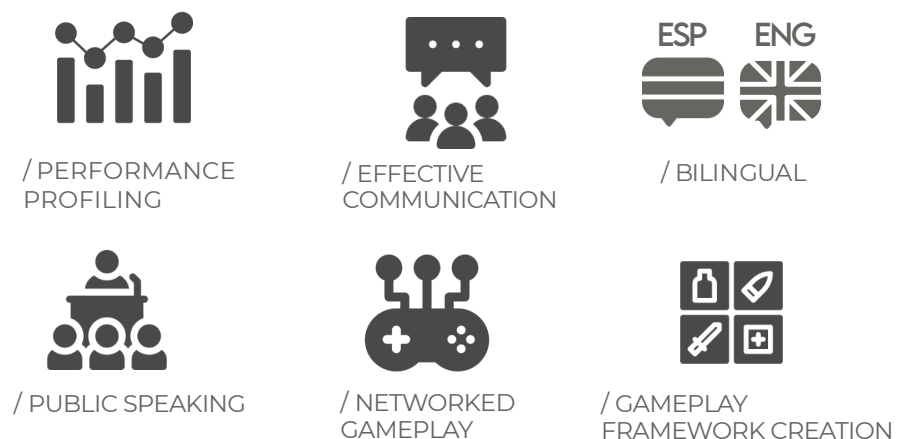 ESP ENG
/ PERFORMANCE
PROFILING
/ EFFECTIVE
COMMUNICATION
/ BILINGUAL
/ PUBLIC SPEAKING
/ NETWORKED
GAMEPLAY
/ GAMEPLAY
FRAMEWORK CREATION